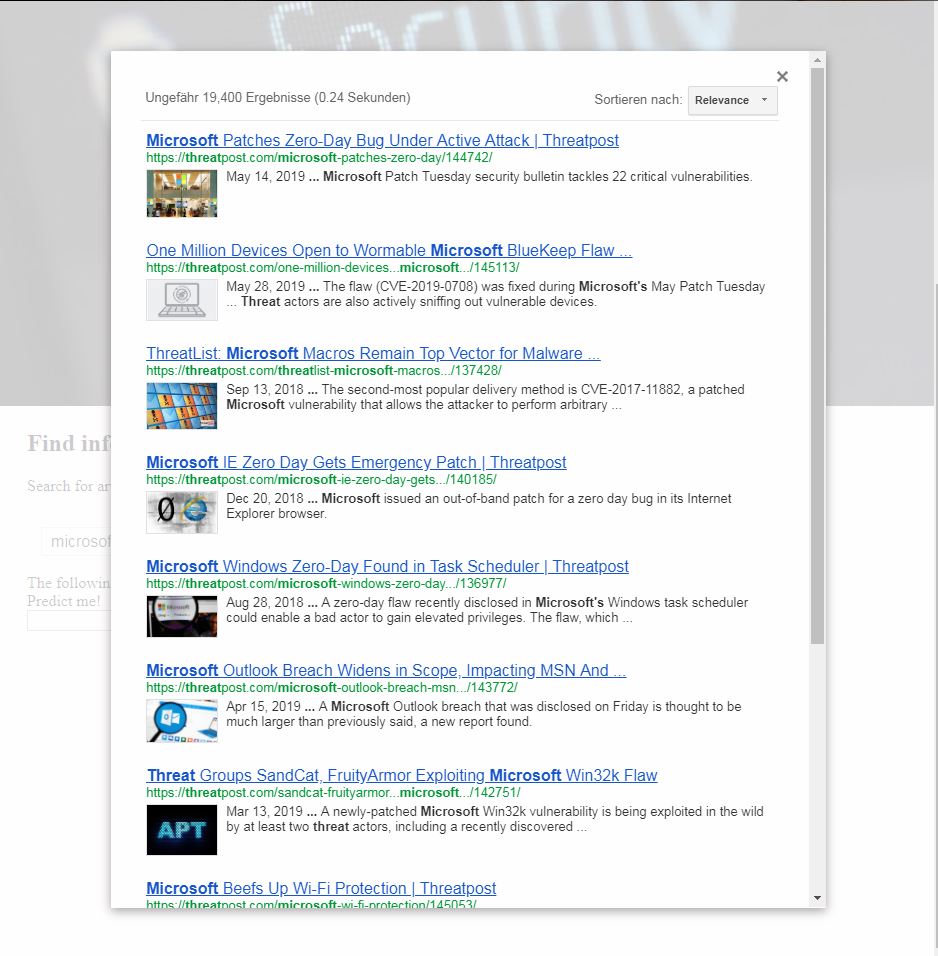 Security
Ungefähr 19,400 Ergebnisse (0.24 Sekunden)
Sortieren nach: Relevance
Microsoft Patches Zero-Day Bug Under Active Attack | Threatpost
https://threatpost.com/microsoft-patches-zero-day/144742/
May 14, 2019 ... Microsoft Patch Tuesday security bulletin tackles 22 critical vulnerabilities.
One Million Devices Open to Wormable Microsoft BlueKeep Flaw ...
https://threatpost.com/one-million-devices...microsoft.../145113/
May 28, 2019 ... The flaw (CVE-2019-0708) was fixed during Microsoft's May Patch Tuesday
... Threat actors are also actively sniffing out vulnerable devices.
ThreatList: Microsoft Macros Remain Top Vector for Malware ...
https://threatpost.com/threatlist-microsoft-macros.../137428/
Sep 13, 2018 ... The second-most popular delivery method is CVE-2017-11882, a patched
Microsoft vulnerability that allows the attacker to perform arbitrary ...
Microsoft IE Zero Day Gets Emergency Patch | Threatpost
https://threatpost.com/microsoft-ie-zero-day-gets.../140185/
Dec 20, 2018 ... Microsoft issued an out-of-band patch for a zero day bug in its Internet
Explorer browser.
Microsoft Windows Zero-Day Found in Task Scheduler | Threatpost
https://threatpost.com/microsoft-windows-zero-day.../136977/
Microsoft
Aug 28, 2018 ... A zero-day flaw recently disclosed in Microsoft's Windows task scheduler
could enable a bad actor to gain elevated privileges. The flaw, which ...
Microsoft Outlook Breach Widens in Scope, Impacting MSN And ...
https://threatpost.com/microsoft-outlook-breach-msn.../143772/
Apr 15, 2019 ... A Microsoft Outlook breach that was disclosed on Friday is thought to be
much larger than previously said, a new report found.
Threat Groups SandCat, FruityArmor Exploiting Microsoft Win32k Flaw
https://threatpost.com/sandcat-fruityarmor...microsoft.../142751/
APT
Mar 13, 2019 ... A newly-patched Microsoft Win32k vulnerability is being exploited in the wild
by at least two threat actors, including a recently discovered ...
Microsoft Beefs Up Wi-Fi Protection | Threatpost
https://threatpost.com/microsoft-wi-fi-protection/145053/
Find inf
Search for ar
microsof
The followin
Predict me!